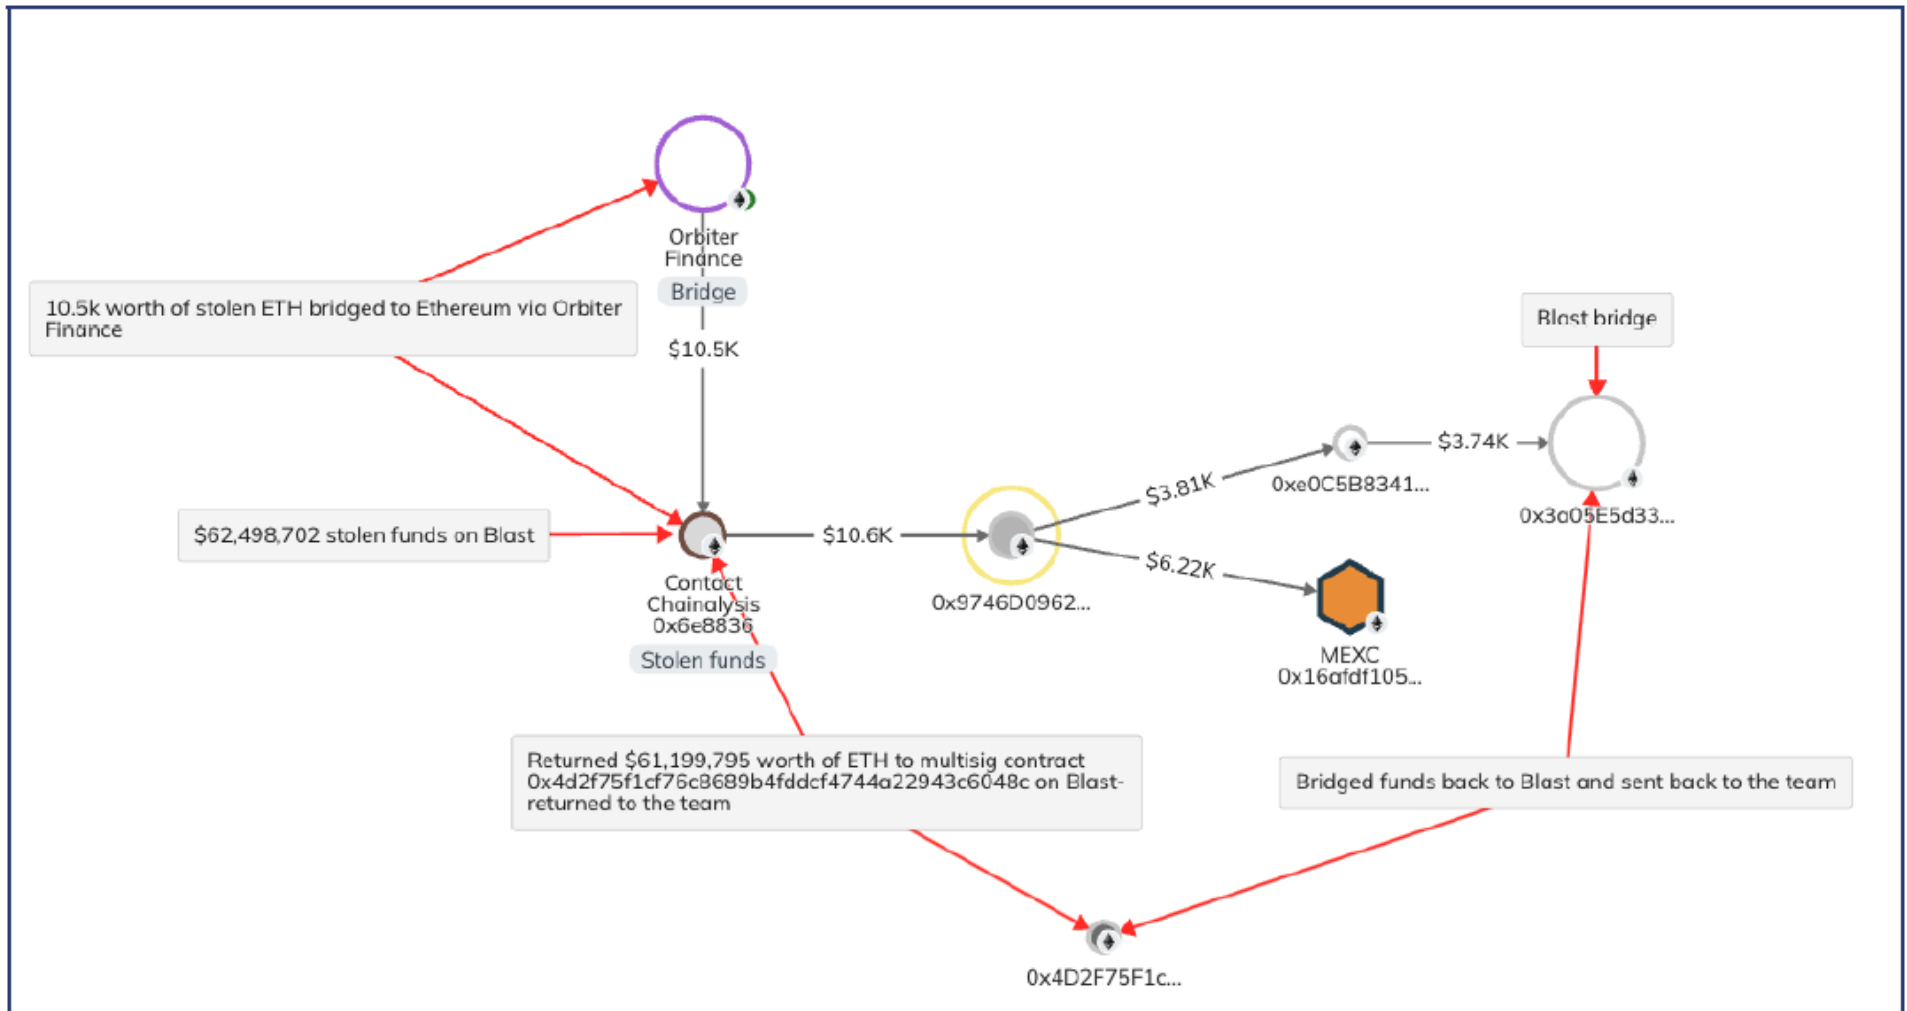 Orbiter
Finance
Bridge
10.5k worth of stolen ETH bridged to Ethereum via Orbiter
Finance
$10.5K
Blast bridge
$3.74K
$3.81K
0xe0C5B8341...
0x3a05E5d33...
$62,498,702 stolen funds on Blast
$10.6K
$6.22K
Contact
Chainalysis
0x6e8836
Stolen funds
0x9746D0962...
MEXC
0x16afdf105...
Returned $61,199,795 worth of ETH to multisig contract
0x4d2f75f1cf76c8689b4fddcf4744a22943c6048c on Blast-
returned to the team
Bridged funds back to Blast and sent back to the team
0x4D2F75F1c...